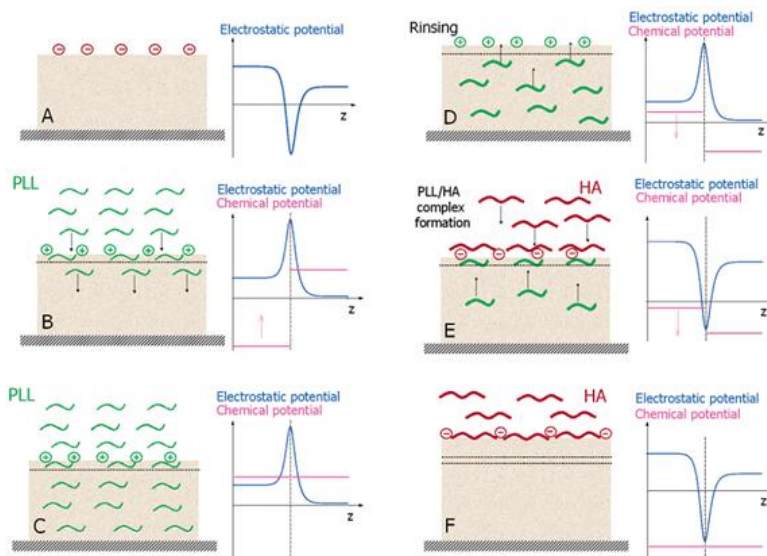 Electrostatic potential
z
A
PLL
Electrostatic potential
Chemical potential
z
B
PLL
Electrostatic potential
Chemical potential
z
C
Rinsing
Electrostatic potential
Chemical potential
z
D
PLL/HA
complex
formation
HA
Electrostatic potential
Chemical potential
z
E
HA
Electrostatic potential
Chemical potential
z
F